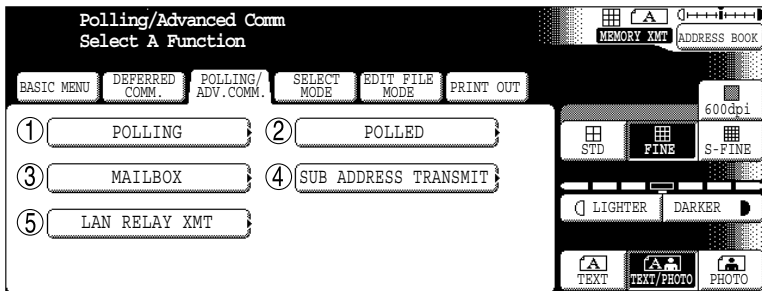 Polling/Advanced Comm
Select A Function
A
MEMORY XMT
ADDRESS BOOK
BASIC MENU
DEFERRED
COMM.
POLLING/
ADV.COMM.
SELECT
MODE
EDIT FILE
MODE
PRINT OUT
600dpi
1 POLLING
2 POLLED
STD
FINE
S-FINE
3 MAILBOX
4 SUB ADDRESS TRANSMIT
5 LAN RELAY XMT
LIGHTER
DARKER
A
TEXT
A
TEXT/PHOTO
PHOTO